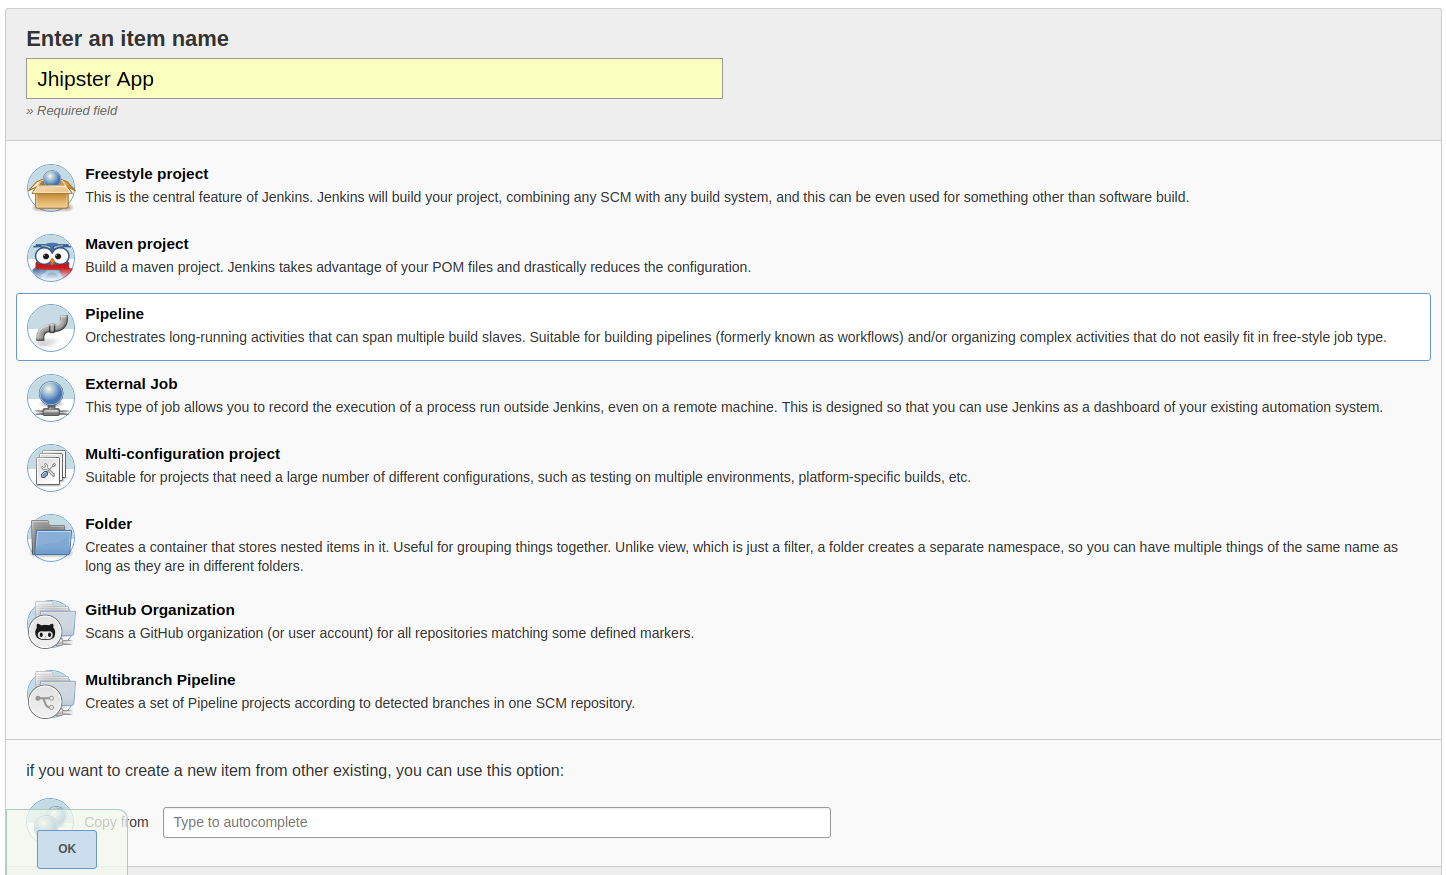 Enter an item name
Jhipster App
» Required field
Freestyle project
This is the central feature of Jenkins. Jenkins will build your project, combining any SCM with any build system, and this can be even used for something other than software build.
Maven project
Build a maven project. Jenkins takes advantage of your POM files and drastically reduces the configuration.
Pipeline
Orchestrates long-running activities that can span multiple build slaves. Suitable for building pipelines (formerly known as workflows) and/or organizing complex activities that do not easily fit in free-style job type.
External Job
This type of job allows you to record the execution of a process run outside Jenkins, even on a remote machine. This is designed so that you can use Jenkins as a dashboard of your existing automation system.
Multi-configuration project
Suitable for projects that need a large number of different configurations, such as testing on multiple environments, platform-specific builds, etc.
Folder
Creates a container that stores nested items in it. Useful for grouping things together. Unlike view, which is just a filter, a folder creates a separate namespace, so you can have multiple things of the same name as
long as they are in different folders.
GitHub Organization
Scans a GitHub organization (or user account) for all repositories matching some defined markers.
Multibranch Pipeline
Creates a set of Pipeline projects according to detected branches in one SCM repository.
if you want to create a new item from other existing, you can use this option:
Copy from
Type to autocomplete
OK